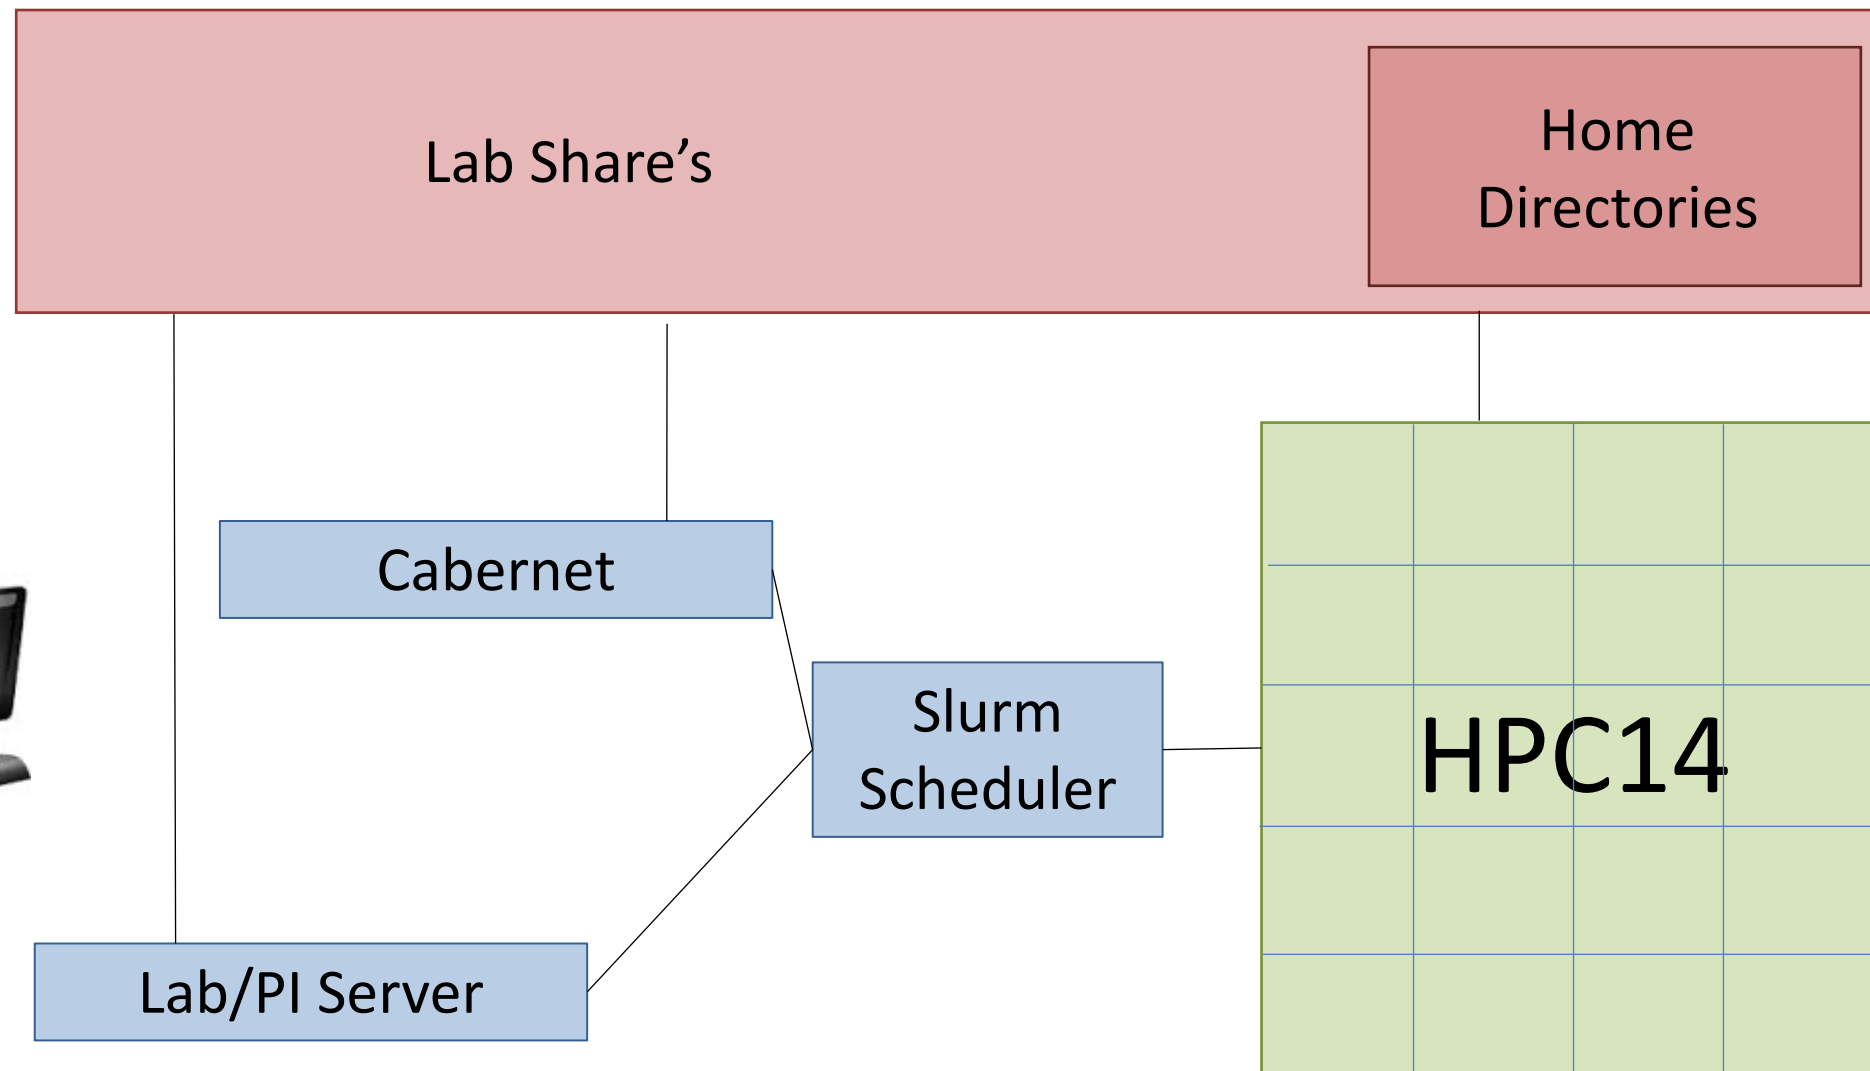 Lab Share’s
Home
Directories
Cabernet
Slurm
Scheduler
HPC14
Lab/PI Server